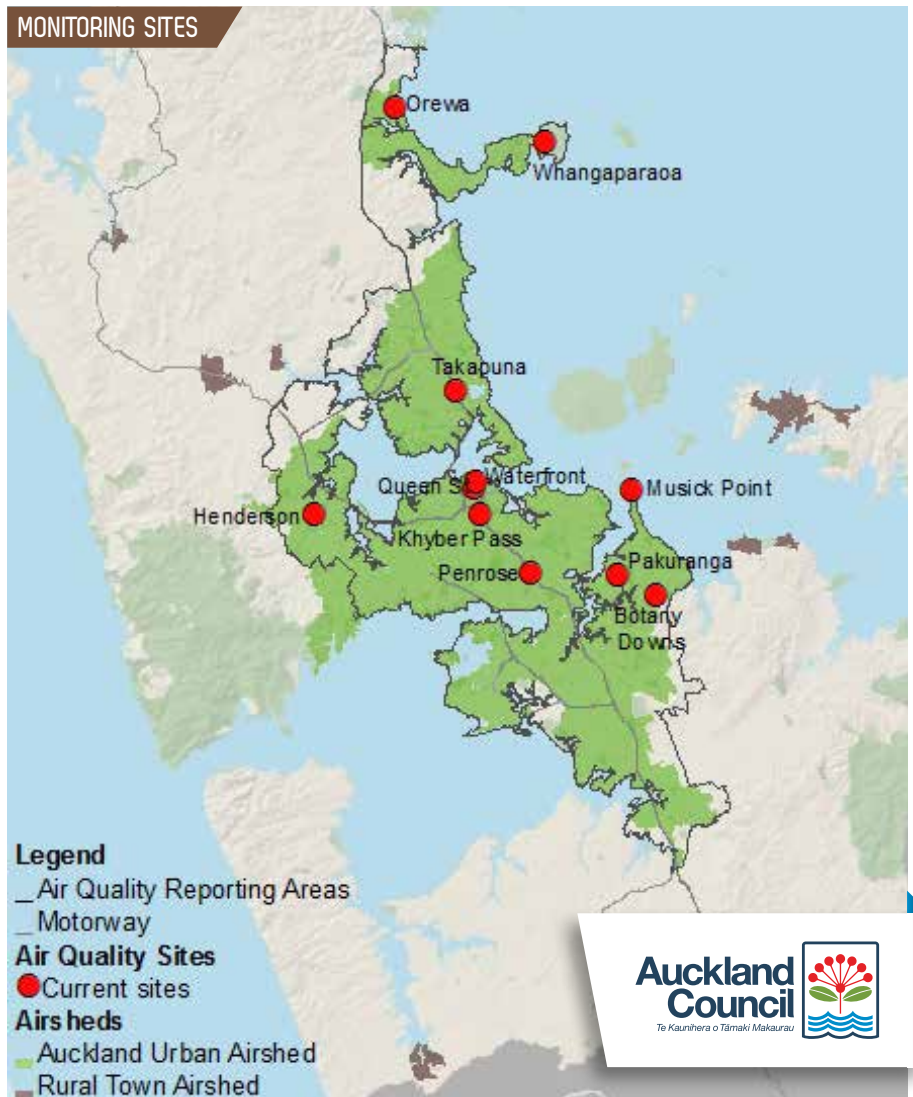 MONITORING SITES
Orewa
Whangaparaoa
Takapuna
Waterfront
Queen S
Musick Point
Henderson
Khyber Pass
Pakuranga
Penrose
Botany
Downs
Legend
Air Quality Reporting Areas
Motorway
Air Quality Sites
Current sites
Airsheds
Auckland Urban Airshed
Rural Town Airshed
Auckland
Council
Te Kaunihera o Tāmaki Makaurau